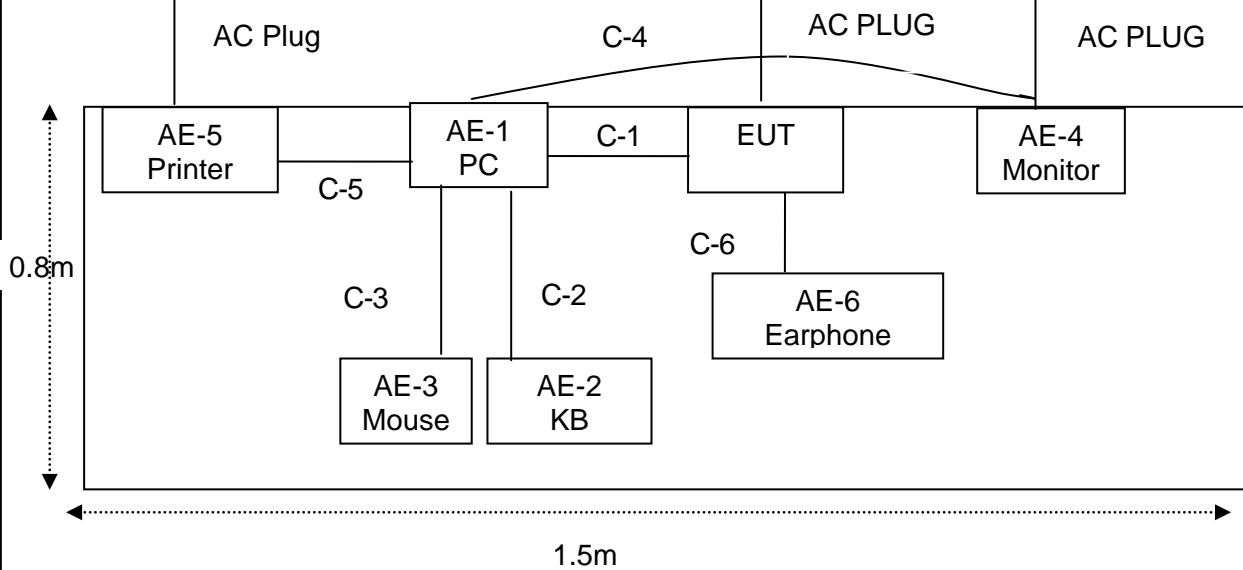 AC Plug
C-4
AC PLUG
AC PLUG
AE-5
Printer
AE-1
PC
C-1
EUT
AE-4
Monitor
C-5
C-6
0.8m
C-3
C-2
AE-6
Earphone
AE-3
Mouse
AE-2
KB
1.5m